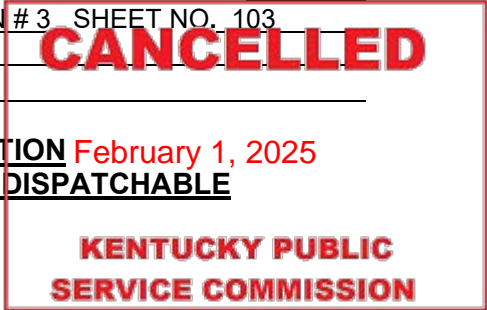 N # 3 SHEET NO. 103
CANCELLED
TION February 1, 2025
DISPATCHABLE
KENTUCKY PUBLIC
SERVICE COMMISSION